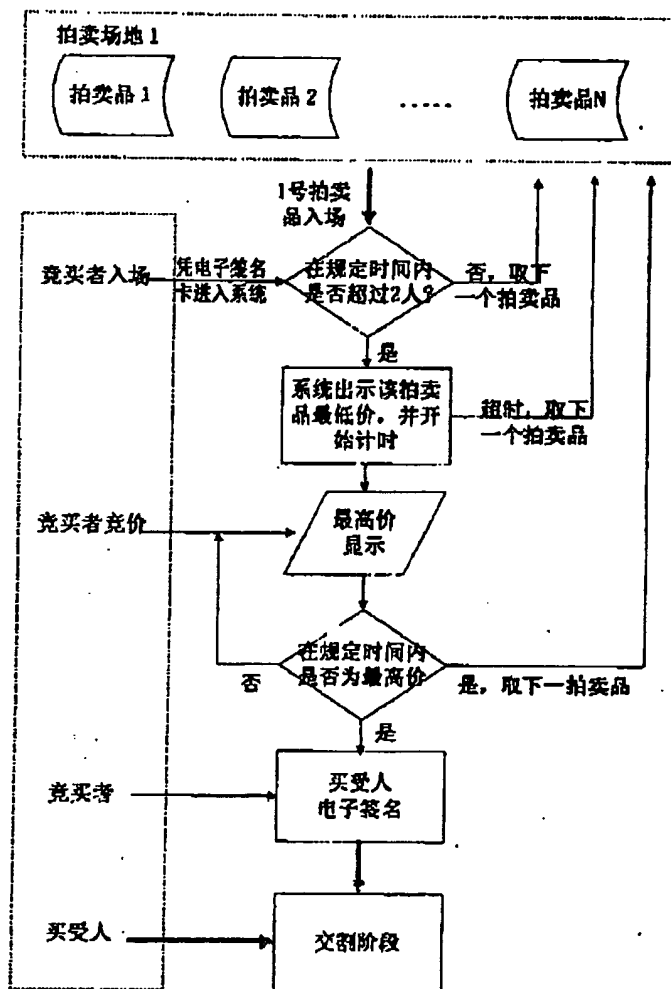 拍卖场地1
拍卖品1
拍卖品2
.....
拍卖品N
1号拍卖
品入场
竞买者入场
凭电子签名
卡进入系统
在规定时间内
是否超过2人?
否，取下
一个拍卖品
是
系统出示该拍卖
品最低价，并开
始计时
超时，取下
一个拍卖品
竞买者竞价
最高价
显示
在规定时间内
是否为最高价
否
是，取下一拍卖品
是
竞买者
买受人
电子签名
买受人
交割阶段